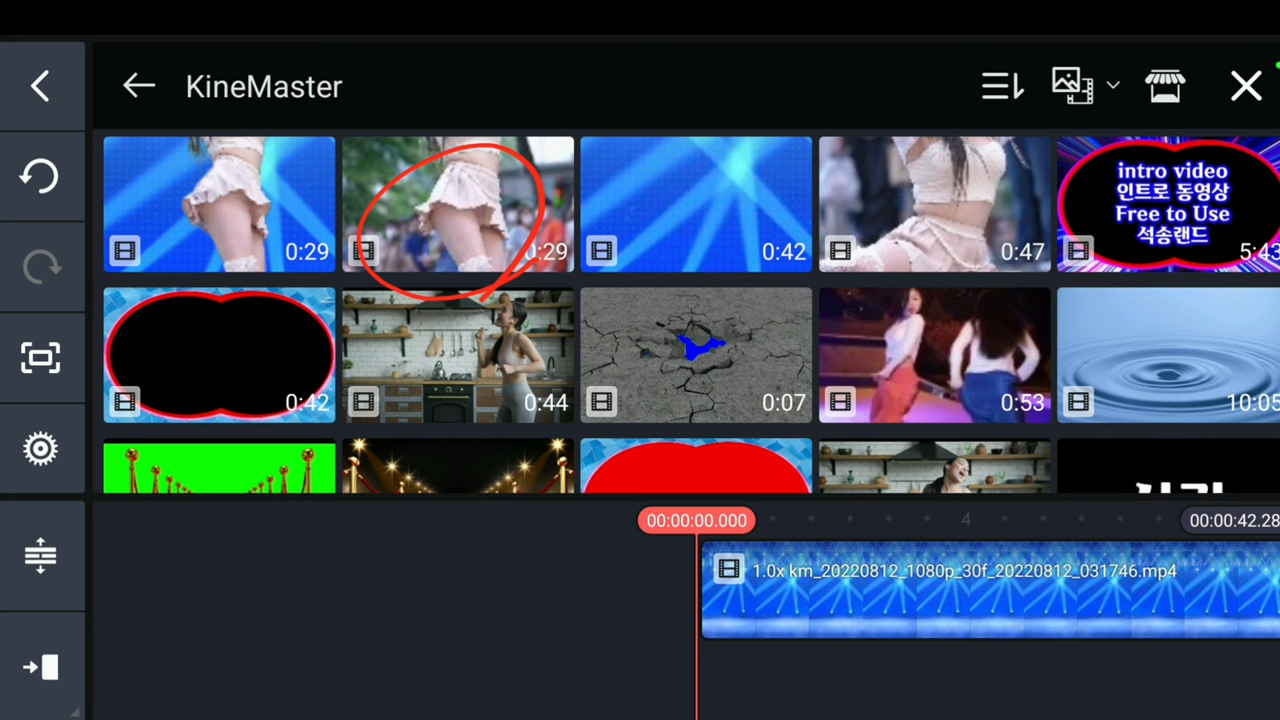 KineMaster
0:29
0:29
0:42
0:47
intro video
인트로 동영상
Free to Use
석송랜드
5:43
0:42
0:44
0:07
0:53
10:05
00:00:00.000
4
00:00:42.28
1.0x km_20220812_1080p_30f_20220812_031746.mp4